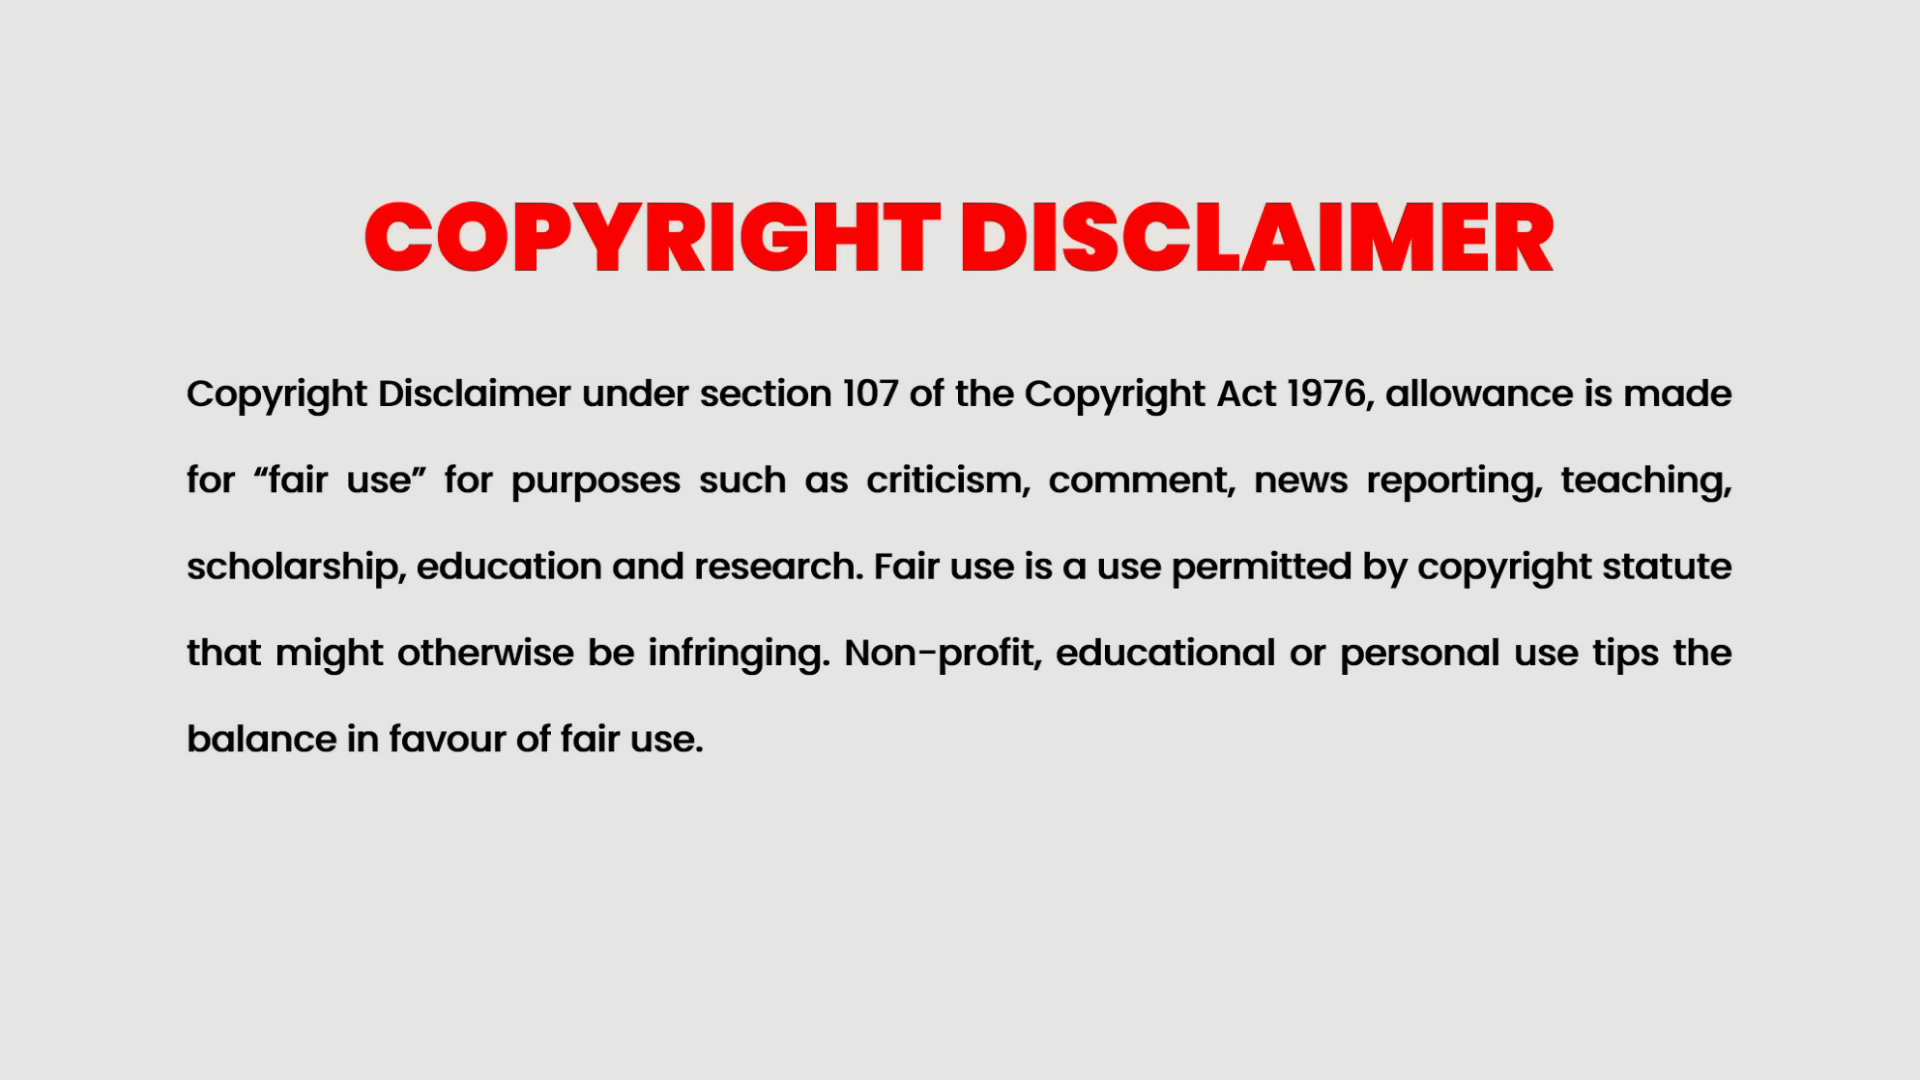 COPYRIGHT DISCLAIMER
Copyright Disclaimer under section 107 of the Copyright Act 1976, allowance is made
for “fair use” for purposes such as criticism, comment, news reporting, teaching,
scholarship, education and research. Fair use is a use permitted by copyright statute
that might otherwise be infringing. Non-profit, educational or personal use tips the
balance in favour of fair use.